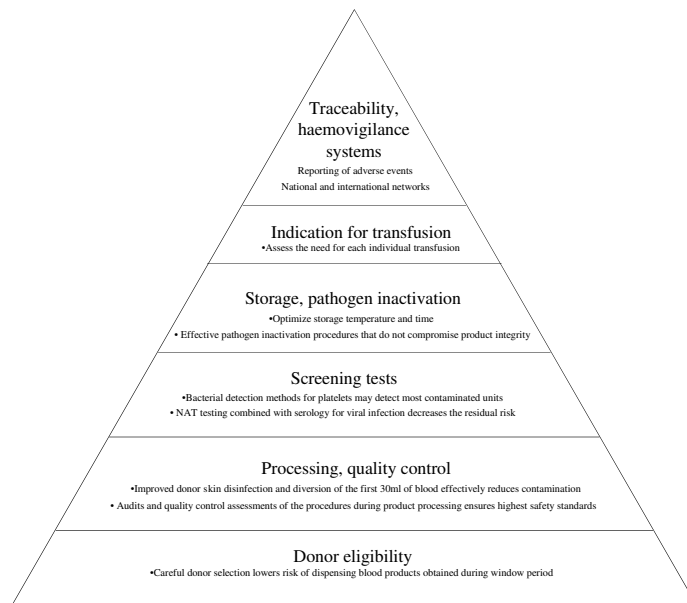 Traceability,
haemovigilance
systems
Reporting of adverse events
National and international networks
Indication for transfusion
•Assess the need for each individual transfusion
Storage, pathogen inactivation
•Optimize storage temperature and time
• Effective pathogen inactivation procedures that do not compromise product integrity
Screening tests
•Bacterial detection methods for platelets may detect most contaminated units
• NAT testing combined with serology for viral infection decreases the residual risk
Processing, quality control
•Improved donor skin disinfection and diversion of the first 30ml of blood effectively reduces contamination
• Audits and quality control assessments of the procedures during product processing ensures highest safety standards
Donor eligibility
•Careful donor selection lowers risk of dispensing blood products obtained during window period